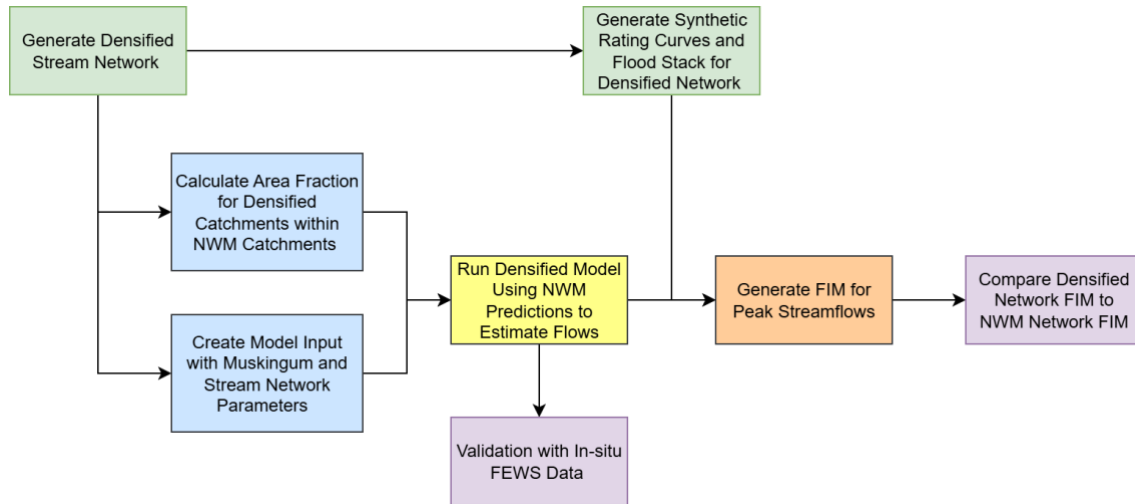 Generate Densified
Stream Network
Generate Synthetic
Rating Curves and
Flood Stack for
Densified Network
Calculate Area Fraction
for Densified
Catchments within
NWM Catchments
Run Densified Model
Using NWM
Predictions to
Estimate Flows
Generate FIM for
Peak Streamflows
Compare Densified
Network FIM to
NWM Network FIM
Create Model Input
with Muskingum and
Stream Network
Parameters
Validation with In-situ
FEWS Data